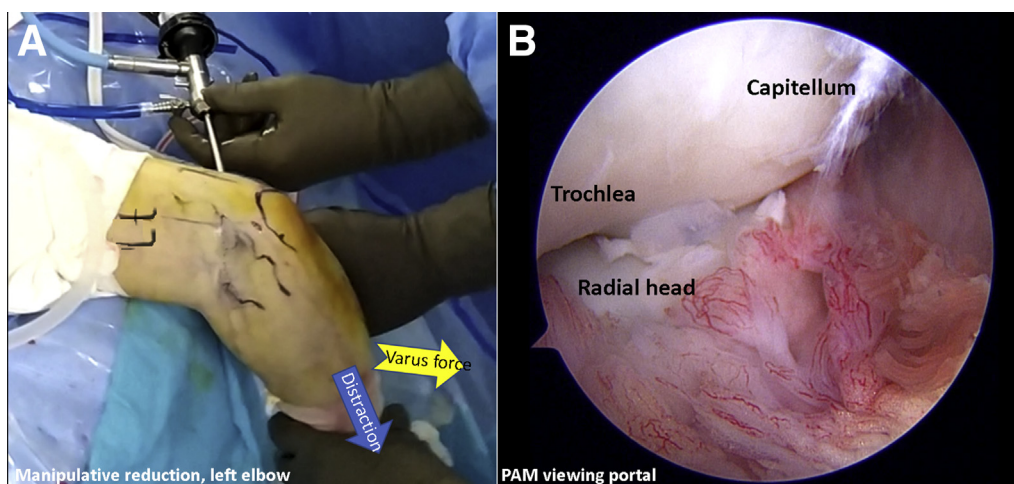 A
Varus force
Distraction
Manipulative reduction, left elbow
B
Capitellum
Trochlea
Radial head
PAM viewing portal